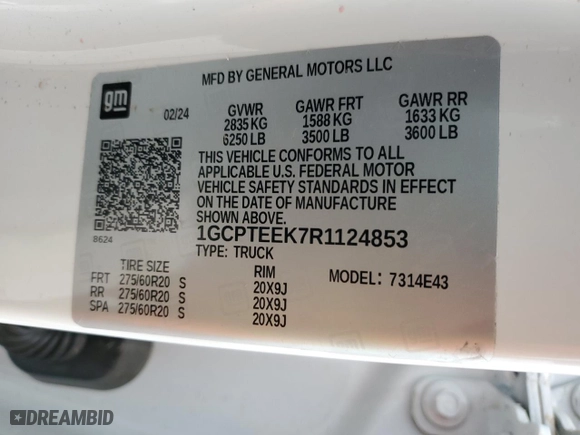 MFD BY GENERAL MOTORS LLC
gm
02/24
GVWR GAWR FRT GAWR RR
2835 KG 1588 KG 1633 KG
6250 LB 3500 LB 3600 LB
THIS VEHICLE CONFORMS TO ALL
APPLICABLE U.S. FEDERAL MOTOR
VEHICLE SAFETY STANDARDS IN EFFECT
ON THE DATE OF MANUFACTURE
SHOWN ABOVE.
8624
1GCPTEEK7R1124853
TYPE: TRUCK
TIRE SIZE RIM MODEL: 7314E43
FRT 275/60R20 S 20X9J
RR 275/60R20 S 20X9J
SPA 275/60R20 S 20X9J
DREAMBID